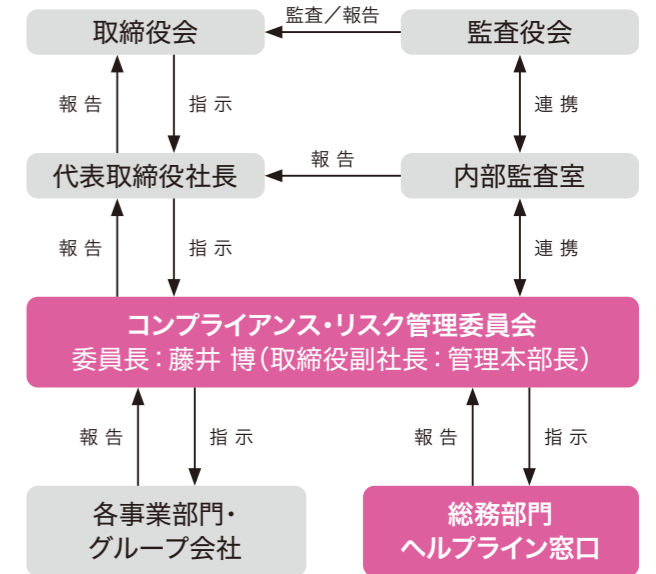 取締役会
監査／報告
監査役会
報告
指示
連携
代表取締役社長
報告
内部監査室
報告
指示
連携
コンプライアンス・リスク管理委員会
委員長：藤井 博（取締役副社長：管理本部長）
報告
指示
報告
指示
各事業部門・
グループ会社
総務部門
ヘルプライン窓口